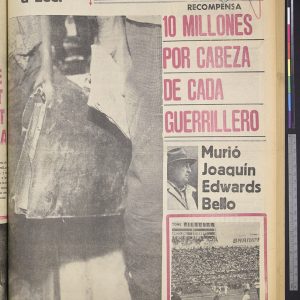 RECOMPENSA
10 MILLONES
POR CABEZA
DE CADA
GUERRILLERO
Murió
Joaquín
Edwards
Bello